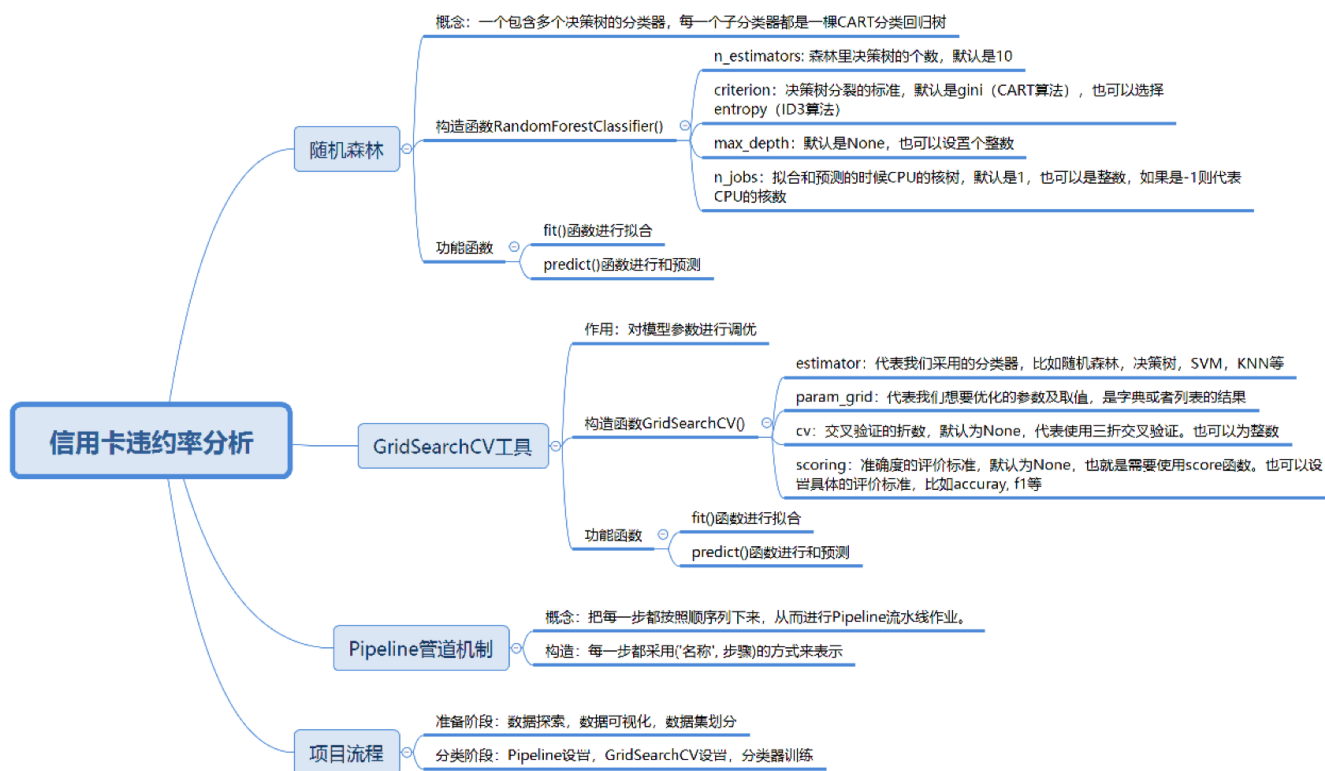 信用卡违约率分析
随机森林
概念：一个包含多个决策树的分类器，每一个子分类器都是一棵CART分类回归树
构造函数RandomForestClassifier()
n_estimators: 森林里决策树的个数，默认是10
criterion：决策树分裂的标准，默认是gini（CART算法），也可以选择
entropy（ID3算法）
max_depth：默认是None，也可以设置个整数
n_jobs：拟合和预测的时候CPU的核树，默认是1，也可以是整数，如果是-1则代表
CPU的核数
功能函数
fit()函数进行拟合
predict()函数进行和预测
GridSearchCV工具
作用：对模型参数进行调优
构造函数GridSearchCV()
estimator：代表我们采用的分类器，比如随机森林，决策树，SVM，KNN等
param_grid：代表我们想要优化的参数及取值，是字典或者列表的结果
cv：交叉验证的折数，默认为None，代表使用三折交叉验证。也可以为整数
scoring：准确度的评价标准，默认为None，也就是需要使用score函数。也可以设
置具体的评价标准，比如accuray, f1等
功能函数
fit()函数进行拟合
predict()函数进行和预测
Pipeline管道机制
概念：把每一步都按照顺序列下来，从而进行Pipeline流水线作业。
构造：每一步都采用('名称', 步骤)的方式来表示
项目流程
准备阶段：数据探索，数据可视化，数据集划分
分类阶段：Pipeline设置，GridSearchCV设置，分类器训练